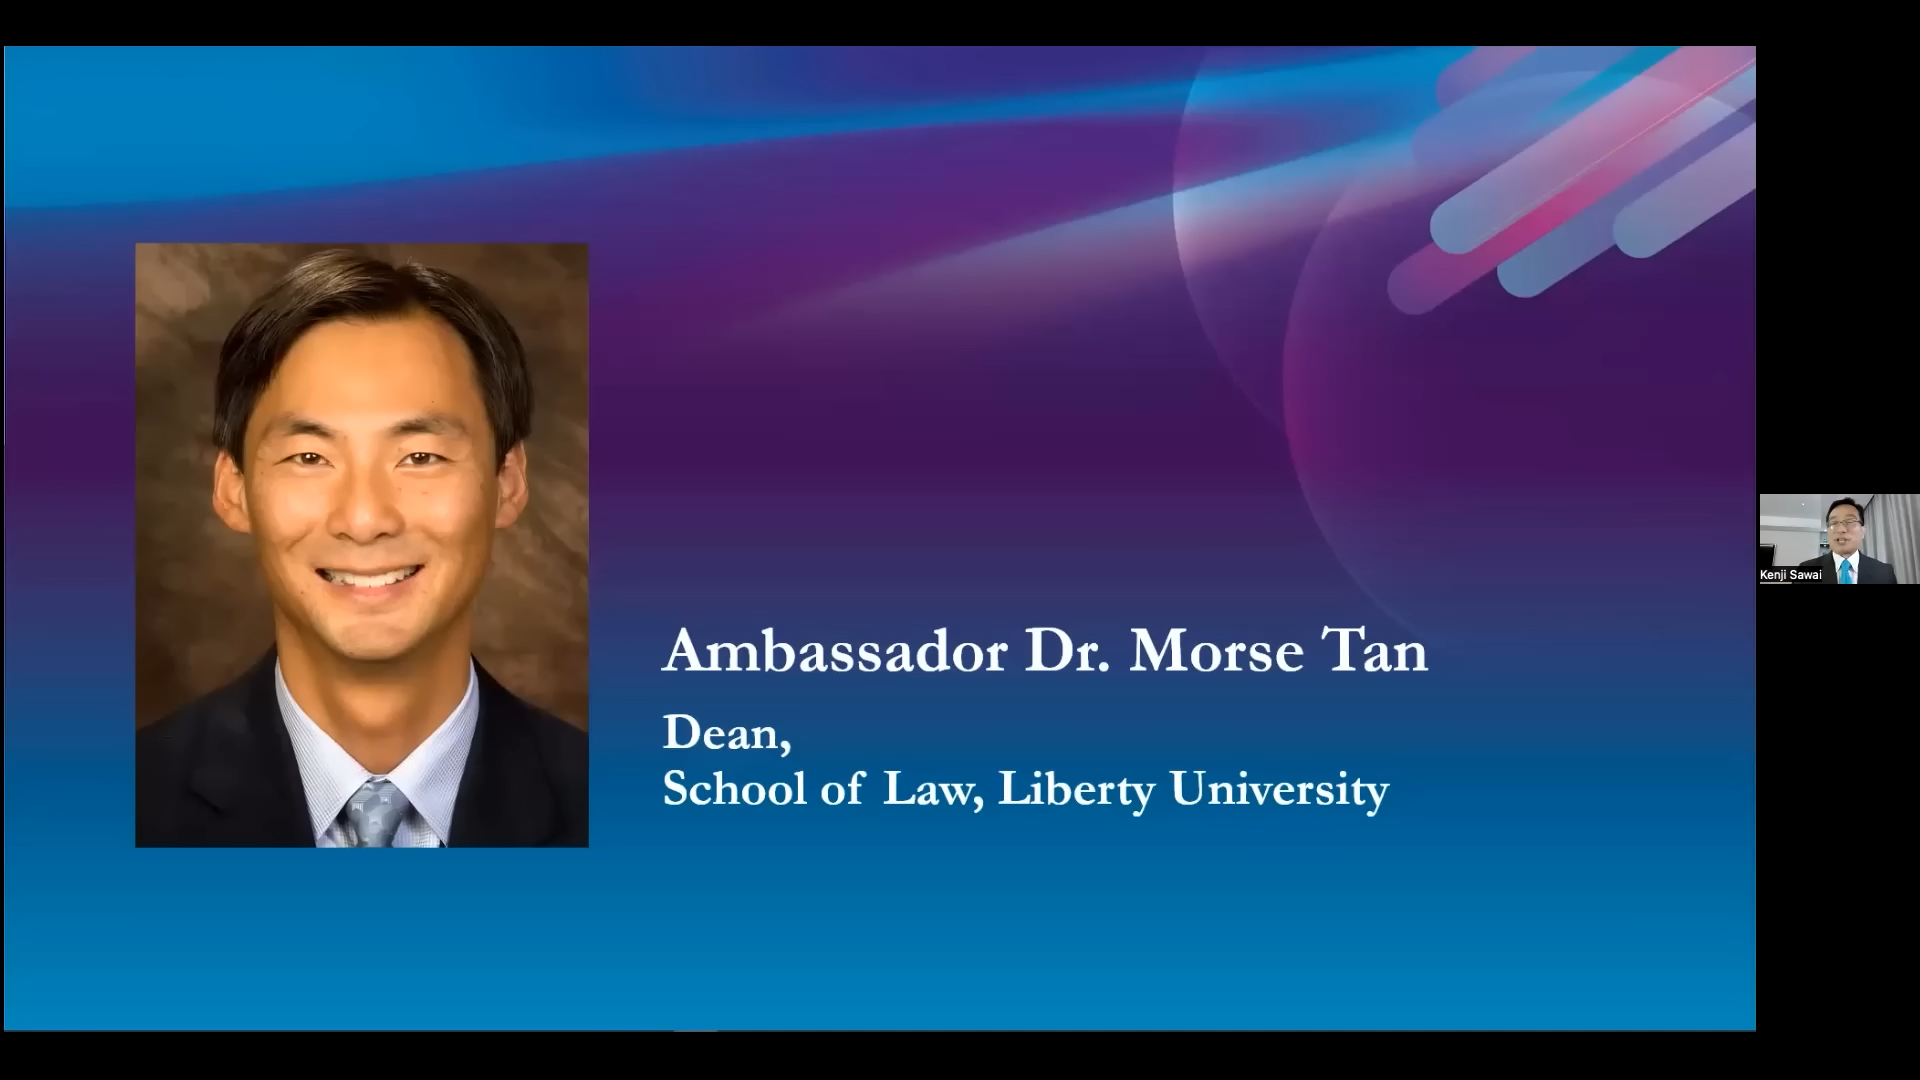 Ambassador Dr. Morse Tan
Dean,
School of Law, Liberty University
Kenji Sawai